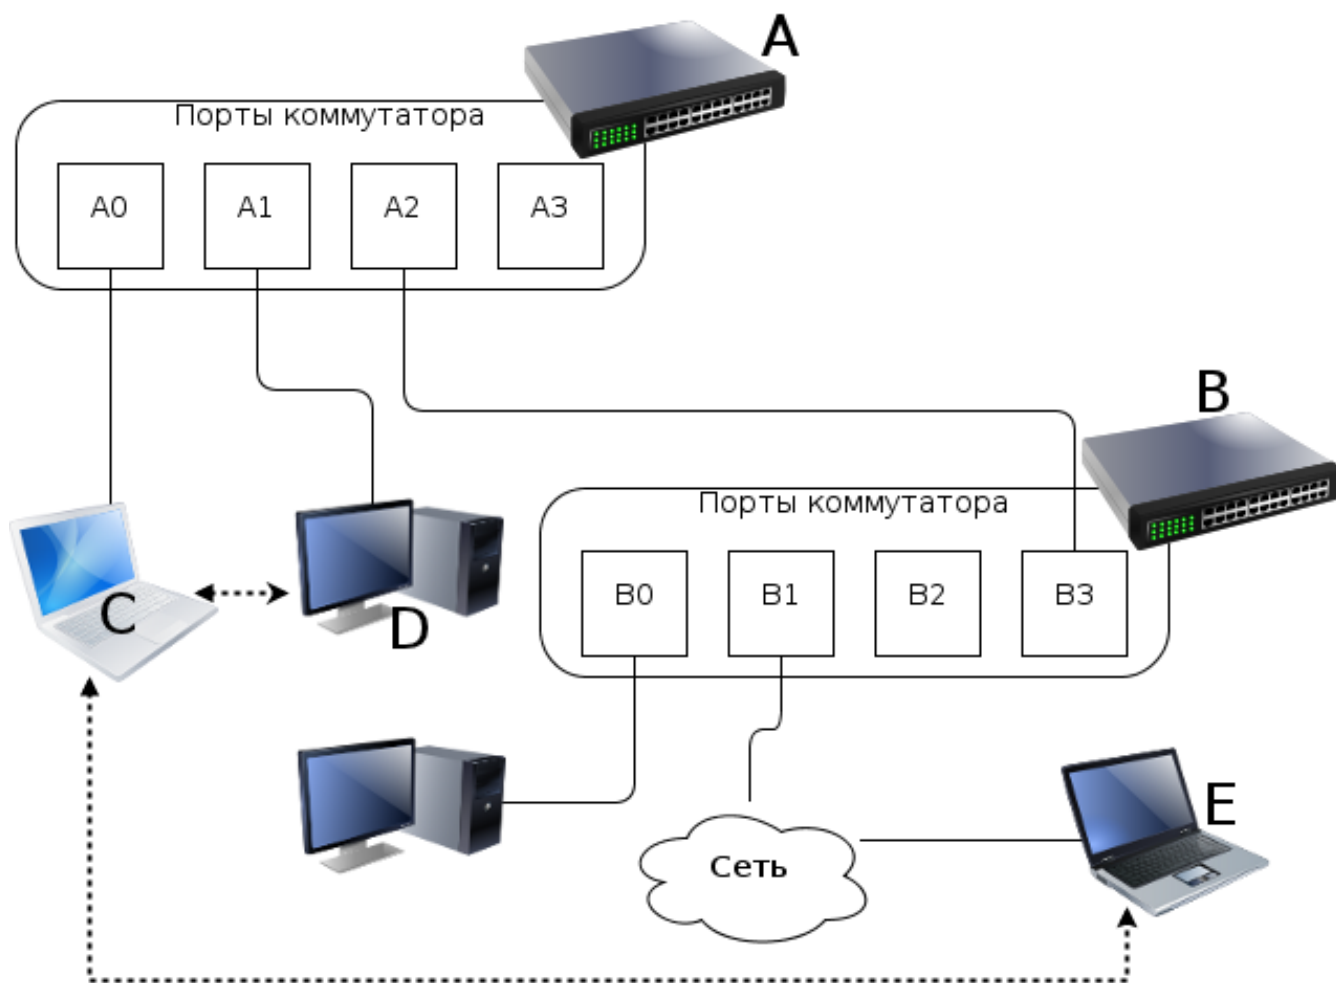 A
Порты коммутатора
A0 A1 A2 A3
B
Порты коммутатора
B0 B1 B2 B3
C
D
E
Сеть